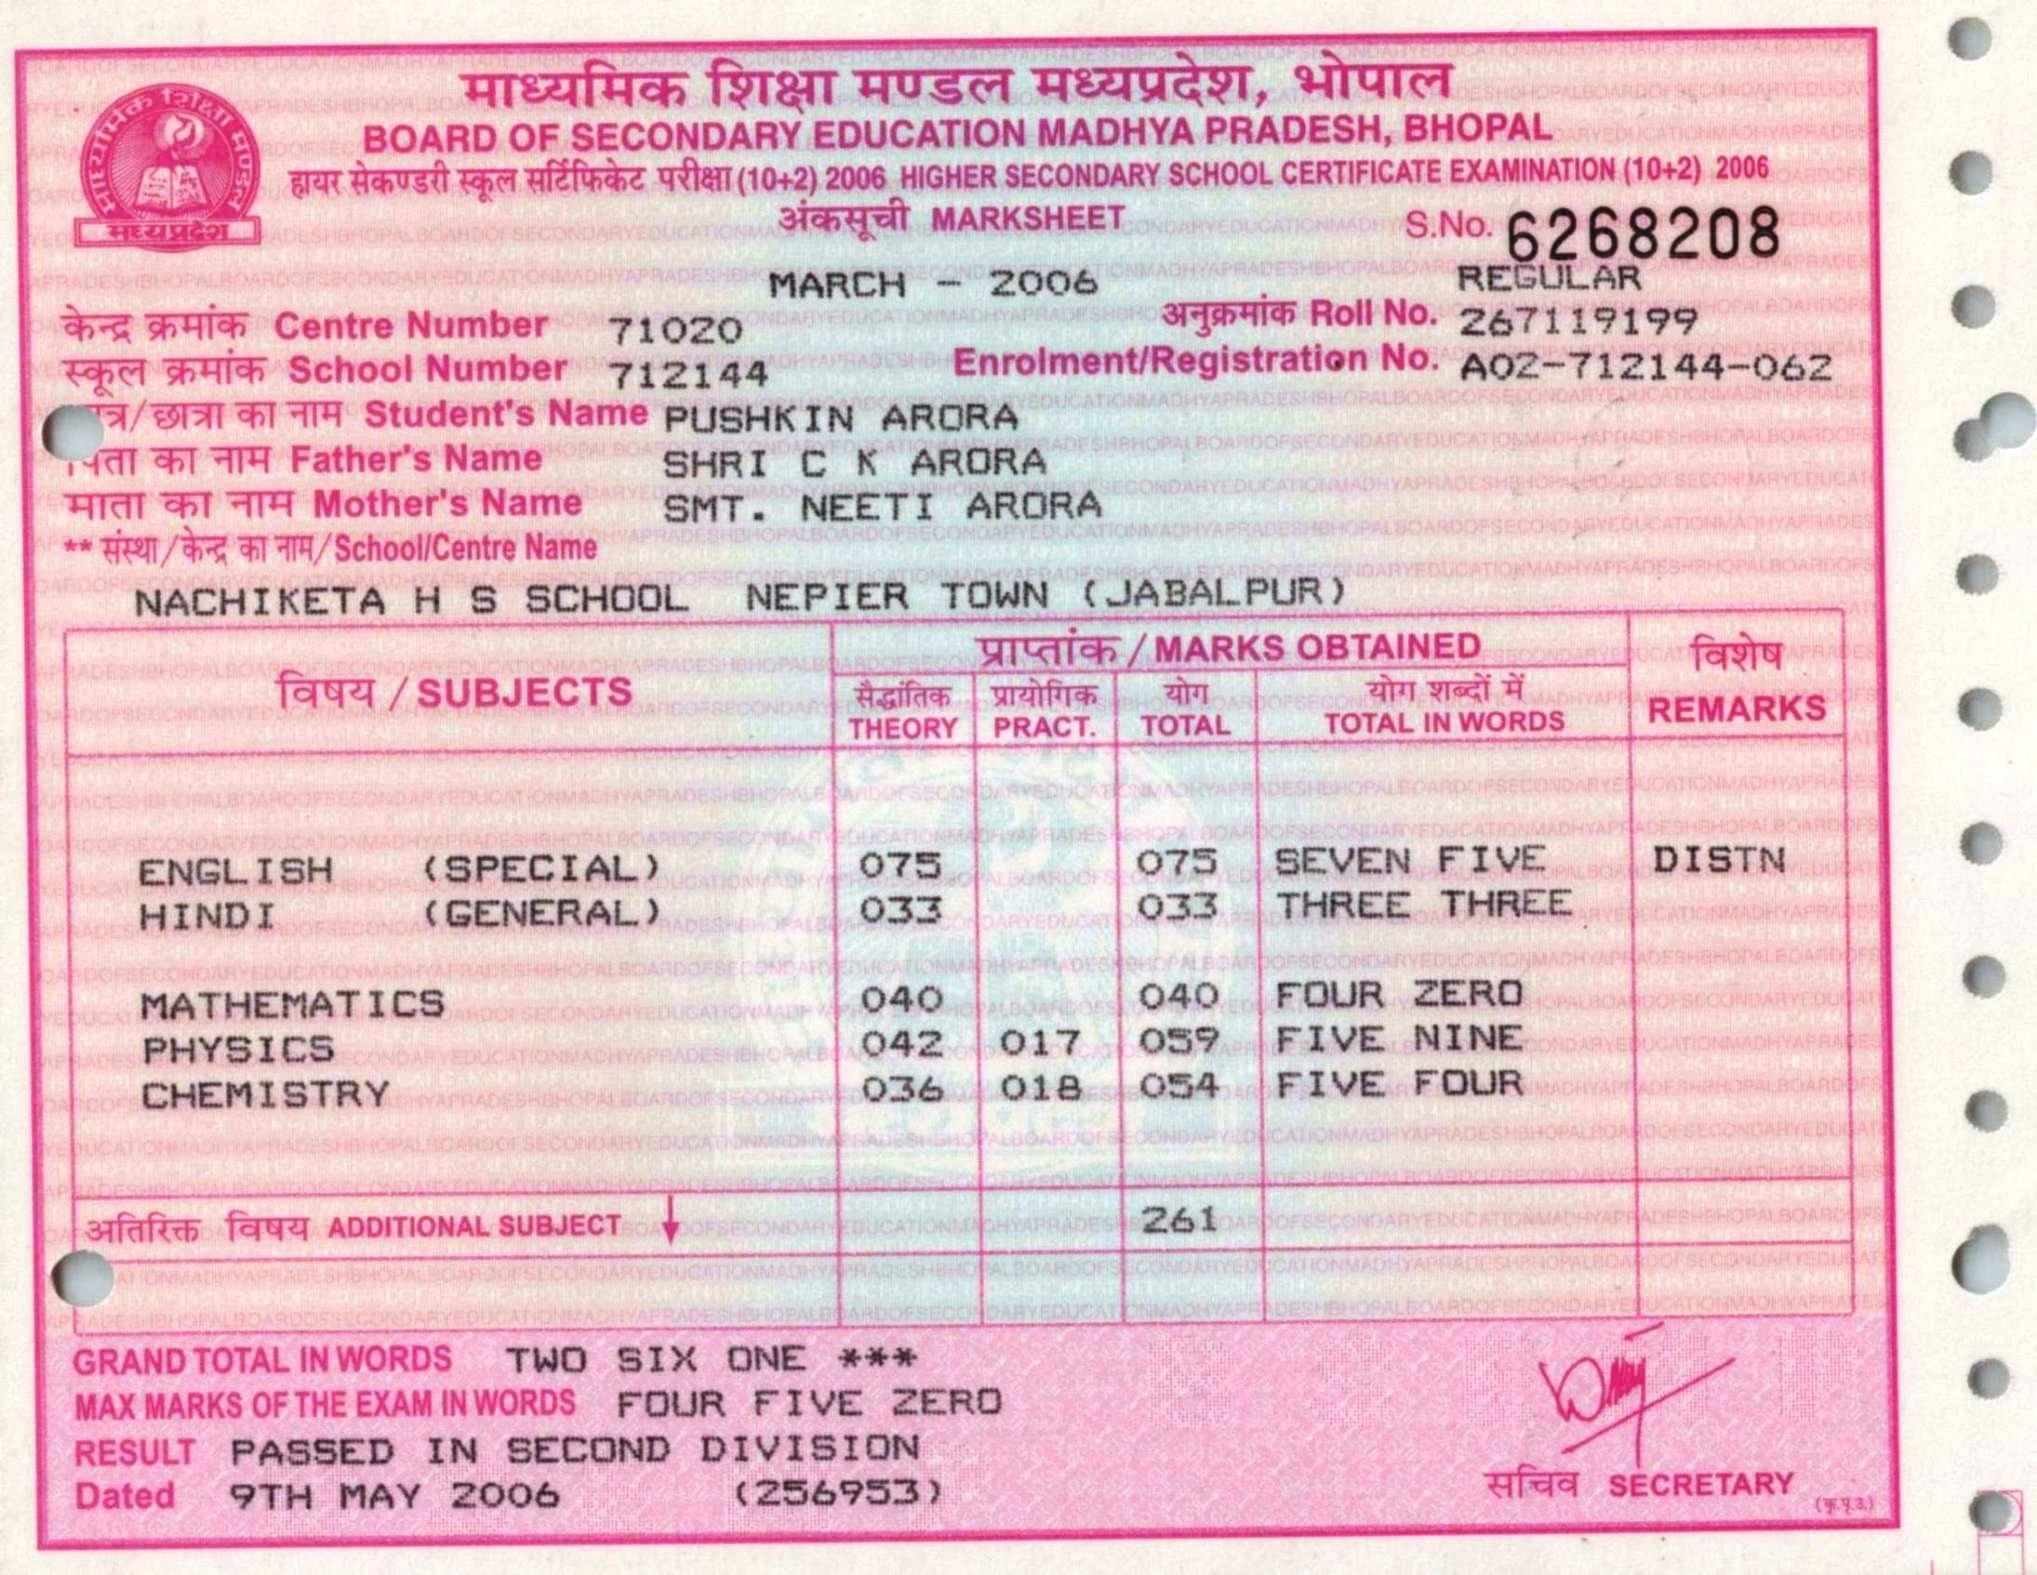 माध्यमिक शिक्षा मण्डल मध्यप्रदेश, भोपाल
BOARD OF SECONDARY EDUCATION MADHYA PRADESH, BHOPAL
हायर सेकण्डरी स्कूल सर्टिफिकेट परीक्षा (10+2) 2006 HIGHER SECONDARY SCHOOL CERTIFICATE EXAMINATION (10+2) 2006
माध्यमिक शिक्षा मण्डल
मध्यप्रदेश
अंकसूची MARKSHEET
S.No. 6268208
MARCH - 2006 REGULAR
केन्द्र क्रमांक Centre Number 71020 अनुक्रमांक Roll No. 267119199
स्कूल क्रमांक School Number 712144 Enrolment/Registration No. A02-712144-062
छात्रा का नाम Student's Name PUSHKIN ARORA
का नाम Father's Name SHRI C K ARORA
माता का नाम Mother's Name SMT. NEETI ARORA
** संस्था/केन्द्र का नाम/School/Centre Name
NACHIKETA H S SCHOOL NEPIER TOWN (JABALPUR)
विषय / SUBJECTS प्राप्तांक / MARKS OBTAINED विशेष REMARKS
सैद्धांतिक THEORY प्रायोगिक PRACT. योग TOTAL योग शब्दों में TOTAL IN WORDS
ENGLISH (SPECIAL) 075 075 SEVEN FIVE DISTN
HINDI (GENERAL) 033 033 THREE THREE
MATHEMATICS 040 040 FOUR ZERO
PHYSICS 042 017 059 FIVE NINE
CHEMISTRY 036 018 054 FIVE FOUR
अतिरिक्त विषय ADDITIONAL SUBJECT 261
GRAND TOTAL IN WORDS TWO SIX ONE ***
MAX MARKS OF THE EXAM IN WORDS FOUR FIVE ZERO
RESULT PASSED IN SECOND DIVISION
Dated 9TH MAY 2006 (256953)
सचिव SECRETARY
(कृ.पृ.उ.)